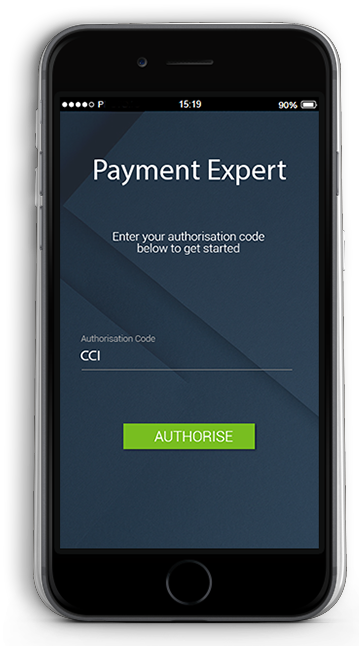 P 15:19 90%
Payment Expert
Enter your authorisation code
below to get started
Authorisation Code
CCI
AUTHORISE